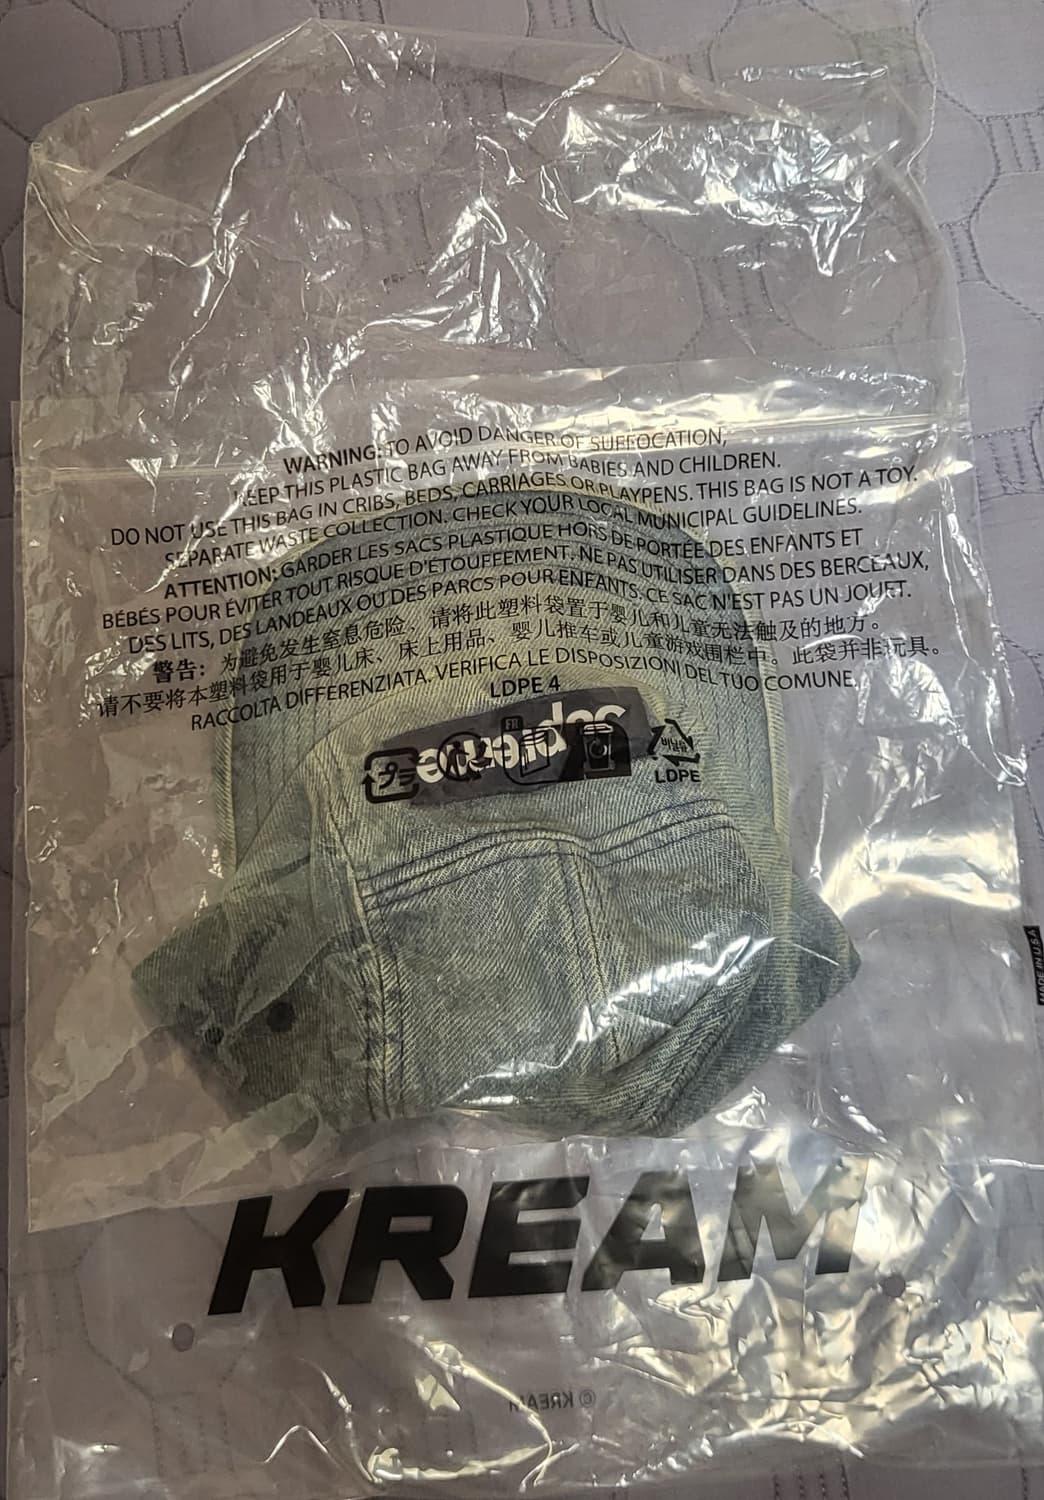 WARNING: TO AVOID DANGER OF SUFFOCATION,
KEEP THIS PLASTIC BAG AWAY FROM BABIES AND CHILDREN.
DO NOT USE THIS BAG IN CRIBS, BEDS, CARRIAGES OR PLAYPENS. THIS BAG IS NOT A TOY.
SEPARATE WASTE COLLECTION. CHECK YOUR LOCAL MUNICIPAL GUIDELINES.
ATTENTION: GARDER LES SACS PLASTIQUE HORS DE PORTÉE DES ENFANTS ET
BÉBÉS POUR ÉVITER TOUT RISQUE D'ÉTOUFFEMENT. NE PAS UTILISER DANS DES BERCEAUX,
DES LITS, DES LANDEAUX OU DES PARCS POUR ENFANTS. CE SAC N'EST PAS UN JOUET.
警告：为避免发生窒息危险，请将此塑料袋置于婴儿和儿童无法触及的地方。
请不要将本塑料袋用于婴儿床、床上用品、婴儿推车或儿童游戏围栏中。此袋并非玩具。
RACCOLTA DIFFERENZIATA. VERIFICA LE DISPOSIZIONI DEL TUO COMUNE.
LDPE 4
Supreme
プラ
FR
비닐류
LDPE
MADE IN U.S.A
KREAM
© KREAM